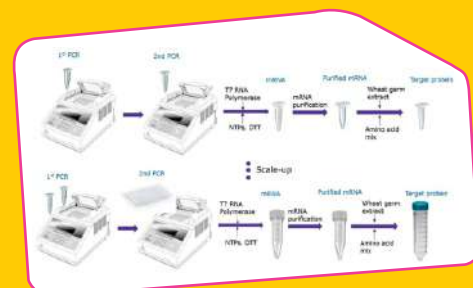 1st PCR
2nd PCR
T7 RNA
Polymerase
NTPs, DTT
mRNA
mRNA
purification
Purified mRNA
Wheat germ
extract
Amino acid
mix
Target protein
Scale-up
1st PCR
2nd PCR
T7 RNA
Polymerase
NTPs, DTT
mRNA
mRNA
purification
Purified mRNA
Wheat germ
extract
Amino acid
mix
Target protein